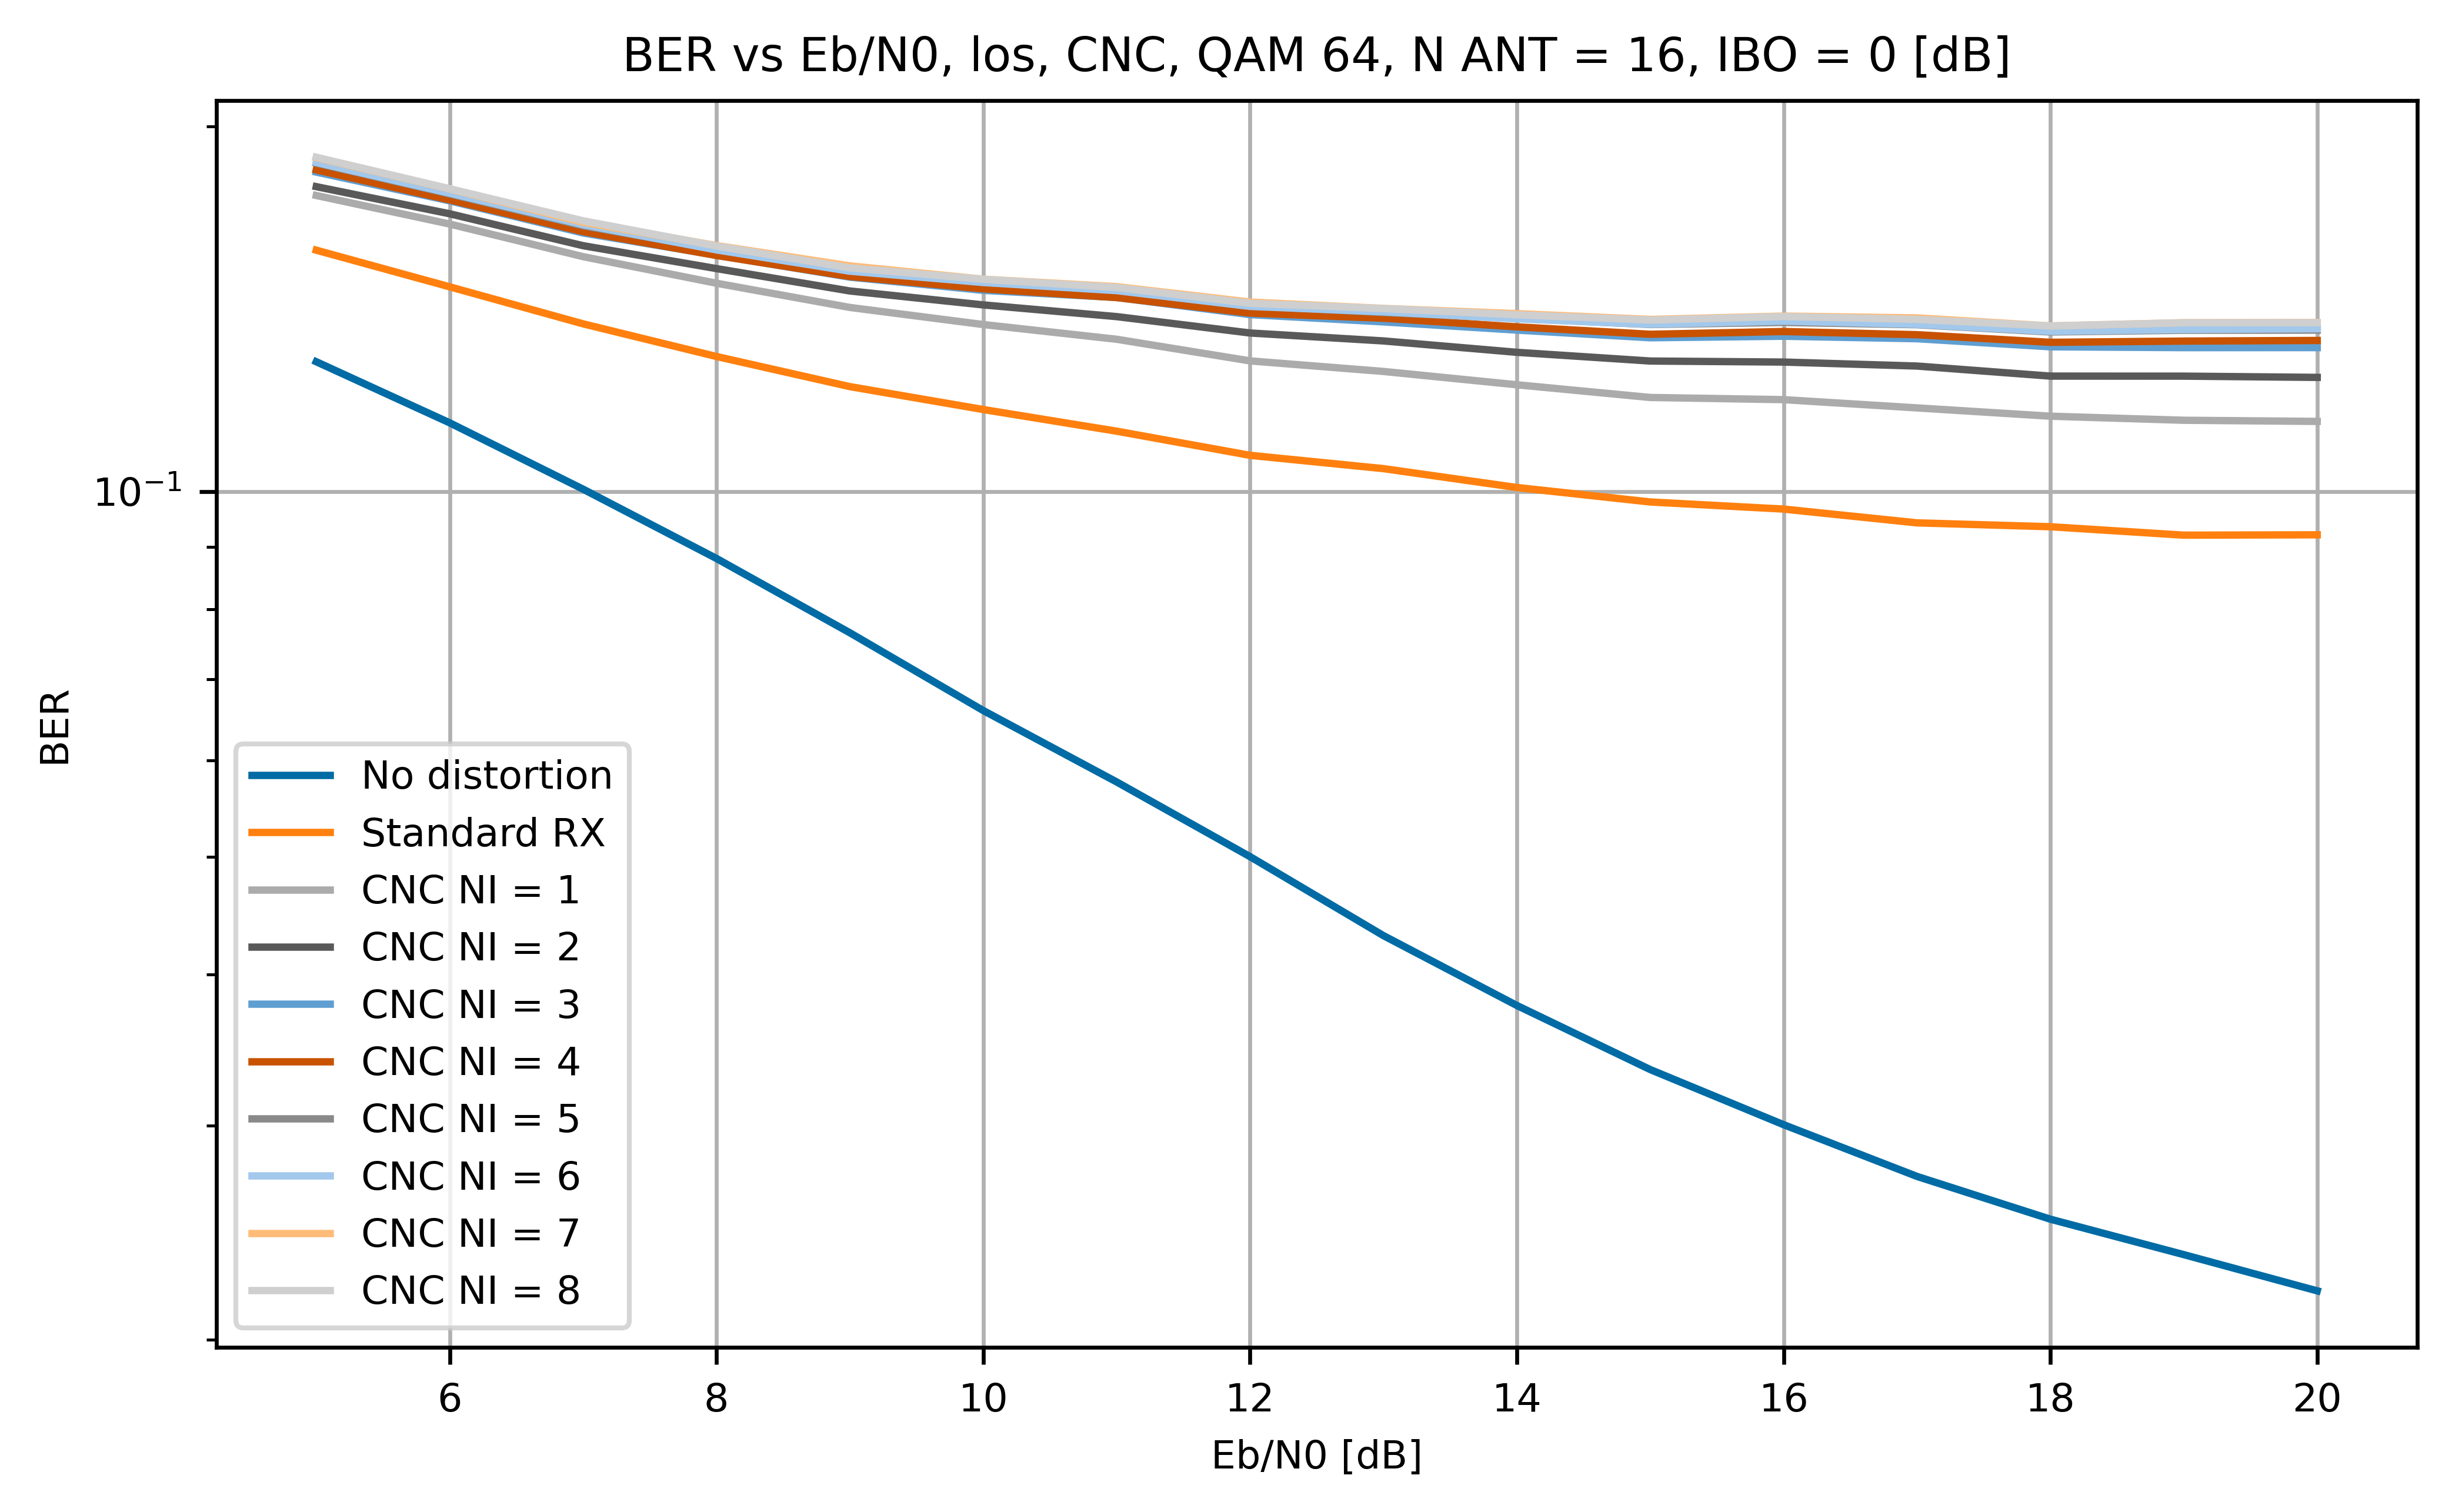 BER vs Eb/N0, los, CNC, QAM 64, N ANT = 16, IBO = 0 [dB]
10⁻¹
BER
No distortion
Standard RX
CNC NI = 1
CNC NI = 2
CNC NI = 3
CNC NI = 4
CNC NI = 5
CNC NI = 6
CNC NI = 7
CNC NI = 8
6 8 10 12 14 16 18 20
Eb/N0 [dB]